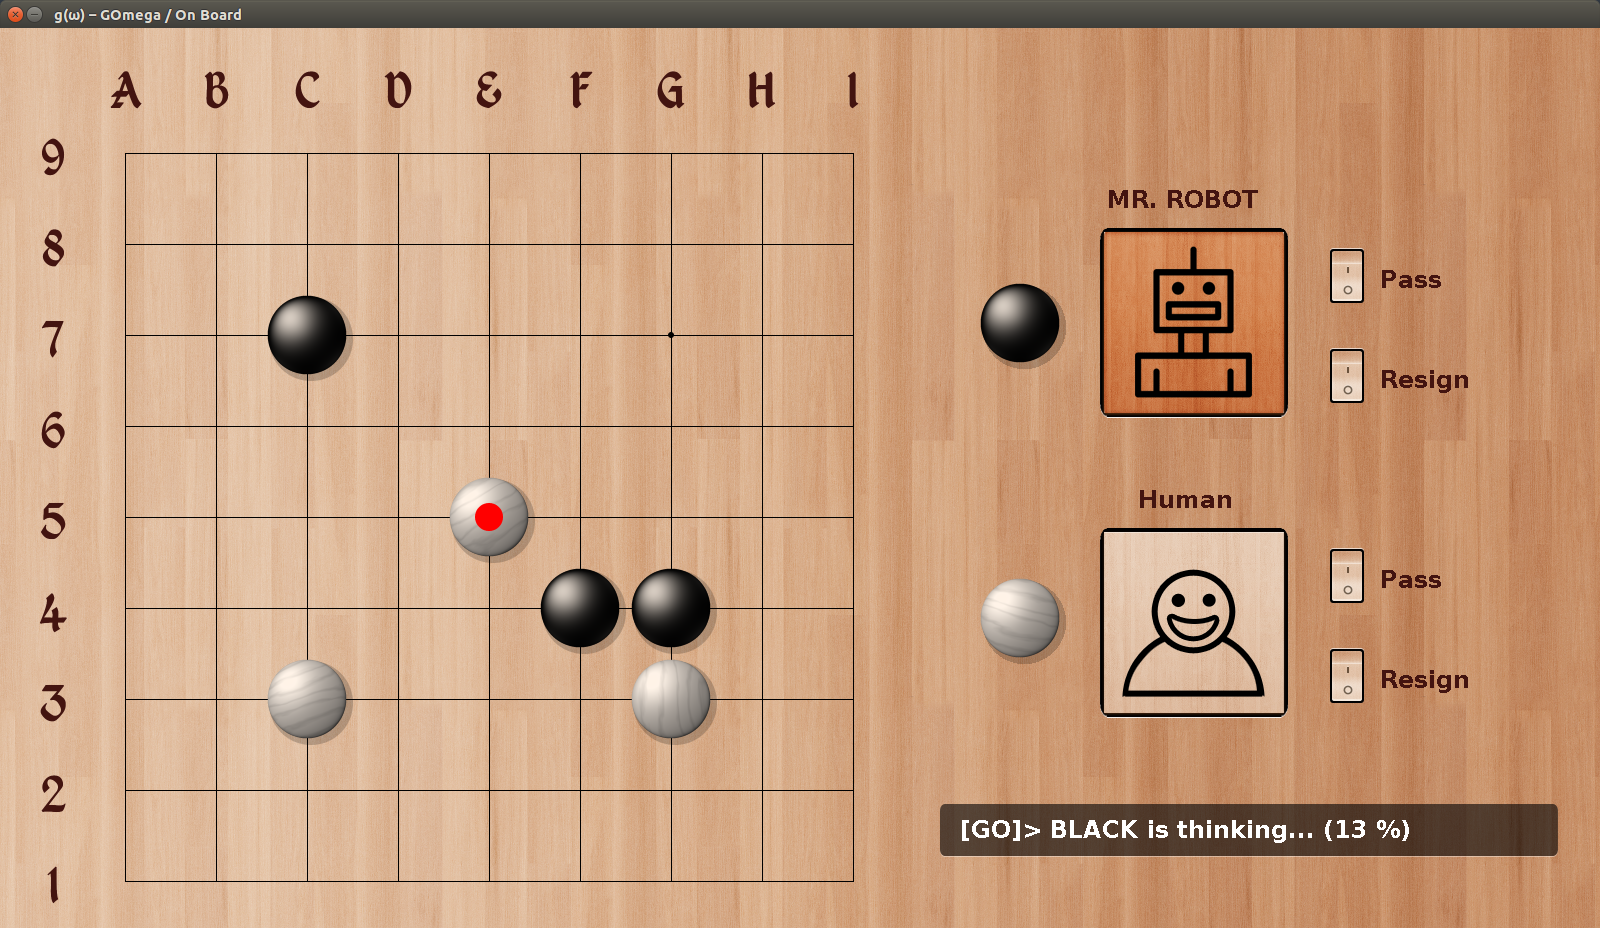 g(ω) – GOmega / On Board
A B C D E F G H I
9
8
7
6
5
4
3
2
1
MR. ROBOT
Pass
Resign
Human
Pass
Resign
[GO]> BLACK is thinking... (13 %)